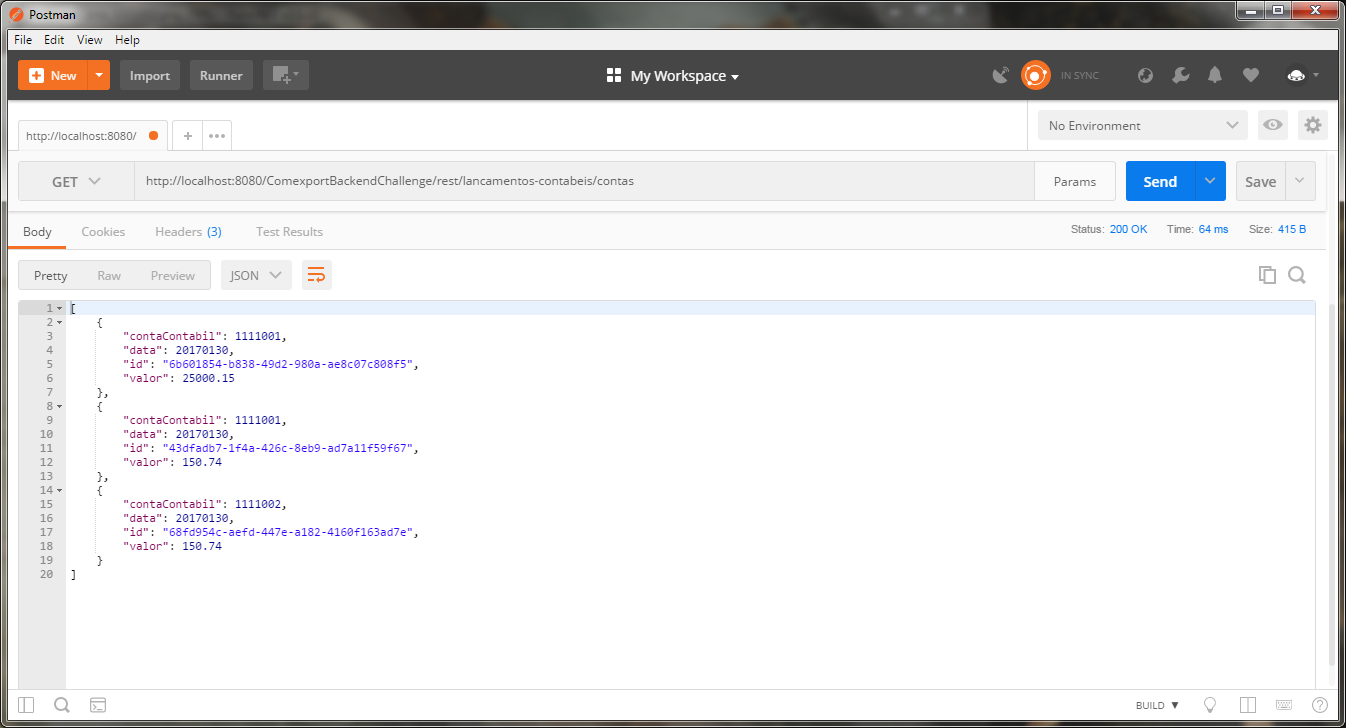 Postman
File Edit View Help
New Import Runner My Workspace IN SYNC
http://localhost:8080/ + ••• No Environment
GET http://localhost:8080/ComexportBackendChallenge/rest/lancamentos-contabeis/contas Params Send Save
Body Cookies Headers (3) Test Results Status: 200 OK Time: 64 ms Size: 415 B
Pretty Raw Preview JSON
1 [
2 {
3 "contaContabil": 1111001,
4 "data": 20170130,
5 "id": "6b601854-b838-49d2-980a-ae8c07c808f5",
6 "valor": 25000.15
7 },
8 {
9 "contaContabil": 1111001,
10 "data": 20170130,
11 "id": "43dfadb7-1f4a-426c-8eb9-ad7a11f59f67",
12 "valor": 150.74
13 },
14 {
15 "contaContabil": 1111002,
16 "data": 20170130,
17 "id": "68fd954c-aefd-447e-a182-4160f163ad7e",
18 "valor": 150.74
19 }
20 ]
BUILD